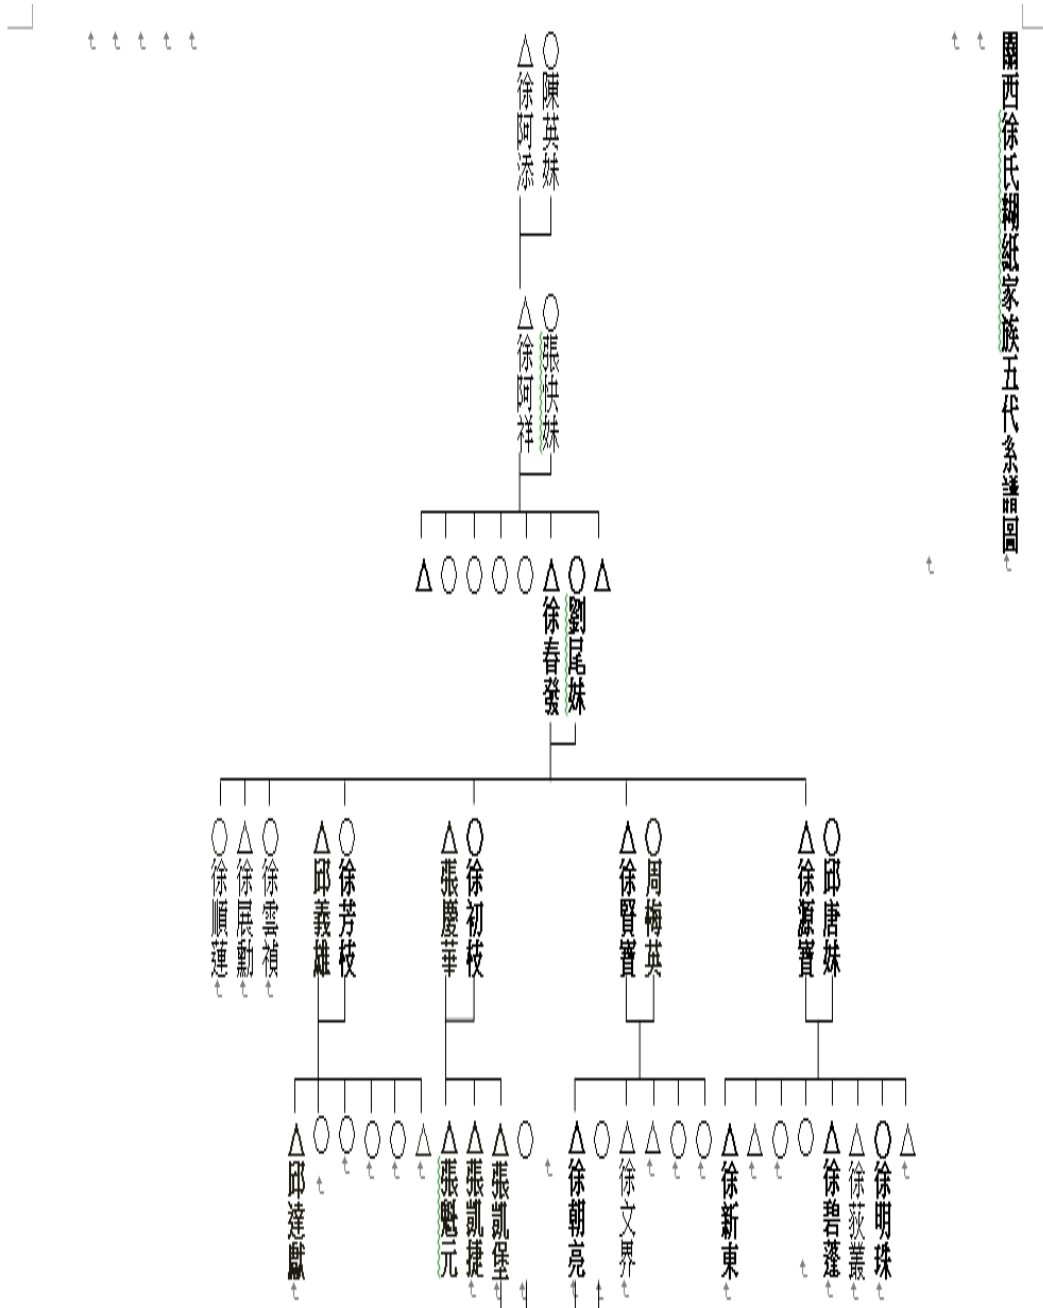 關西徐氏糊紙家族五代系譜圖
陳英妹
徐阿添
張快妹
徐阿祥
劉尾妹
徐春發
邱唐妹
徐源寶
周梅英
徐賢寶
徐初枝
張慶華
徐芳枝
邱義雄
徐雲禎
徐展勳
徐順蓮
徐明珠
徐荻叢
徐碧蓬
徐新東
徐文界
徐朝亮
張凱堡
張凱捷
張魁元
邱達獻